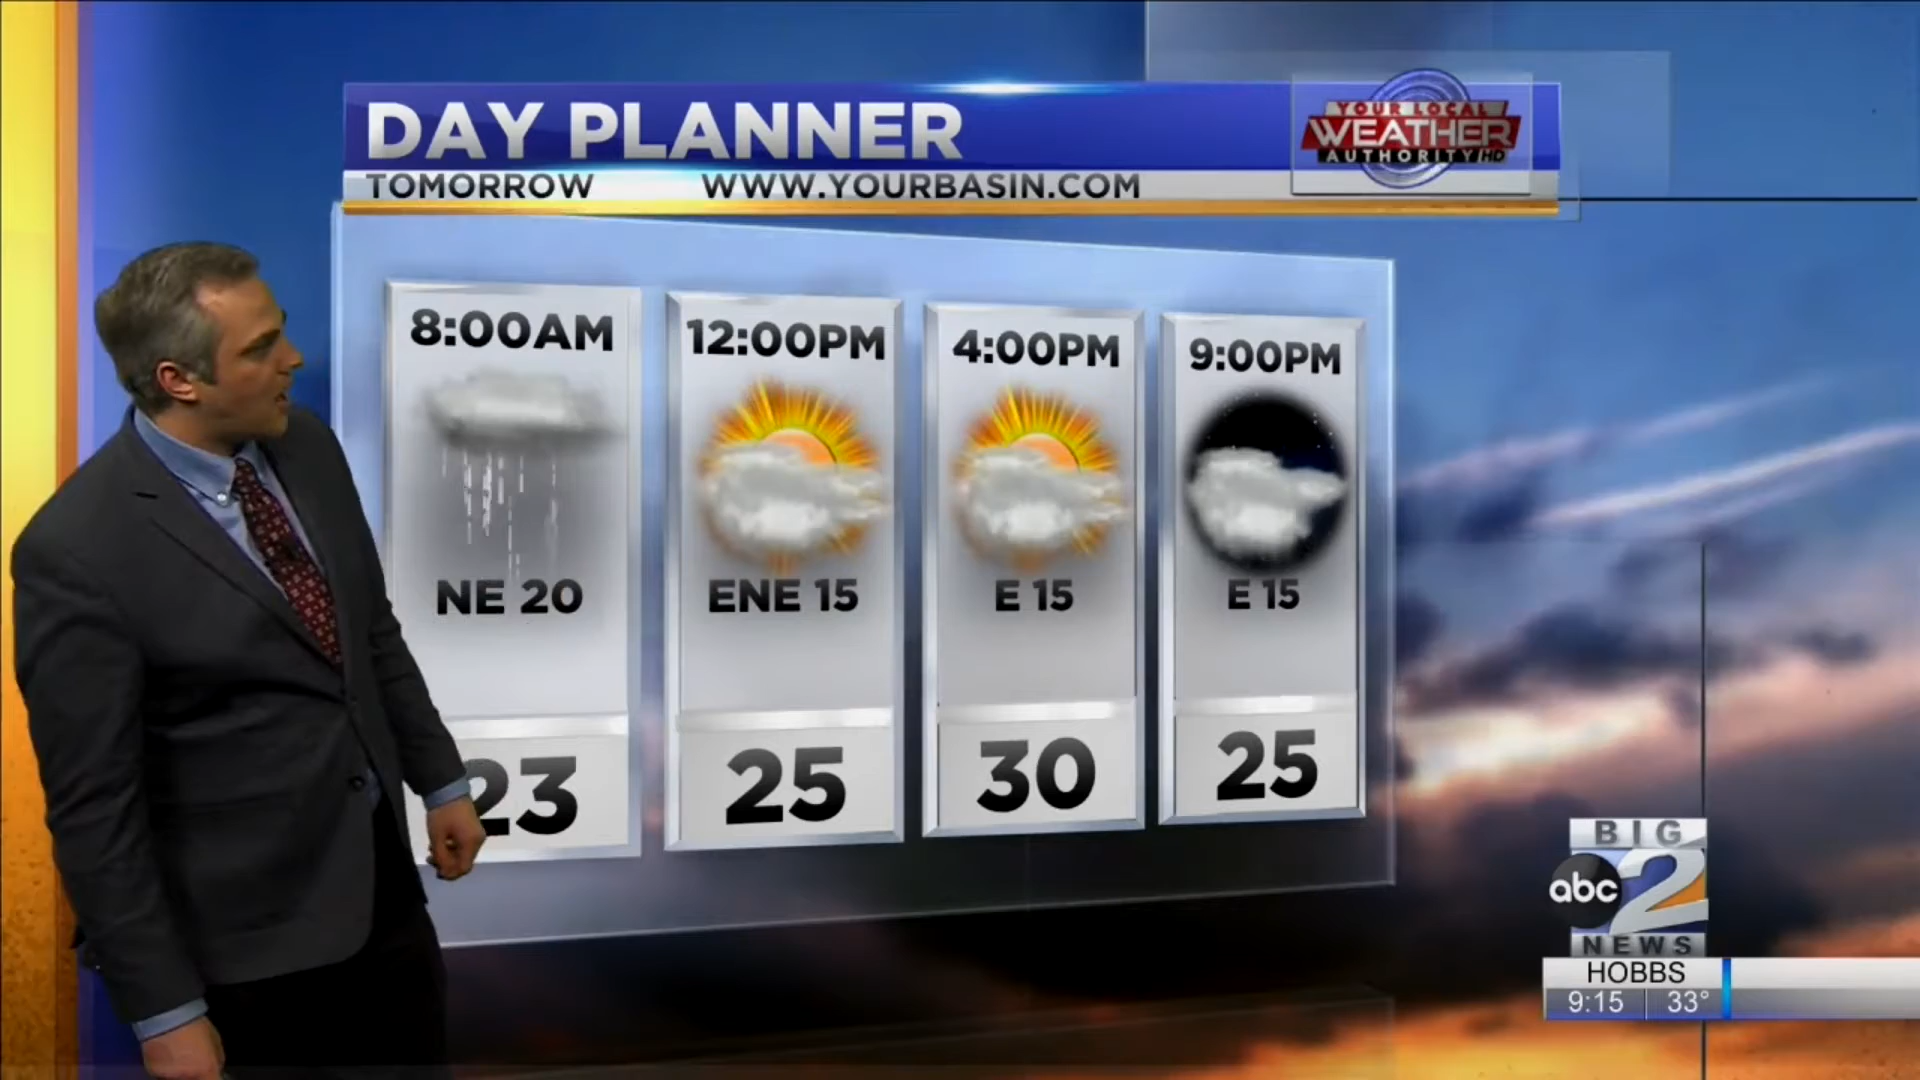 DAY PLANNER
TOMORROW WWW.YOURBASIN.COM
YOUR LOCAL
WEATHER
AUTHORITY HD
8:00AM
NE 20
23
12:00PM
ENE 15
25
4:00PM
E 15
30
9:00PM
E 15
25
BIG
abc 2
NEWS
HOBBS
9:15 33°